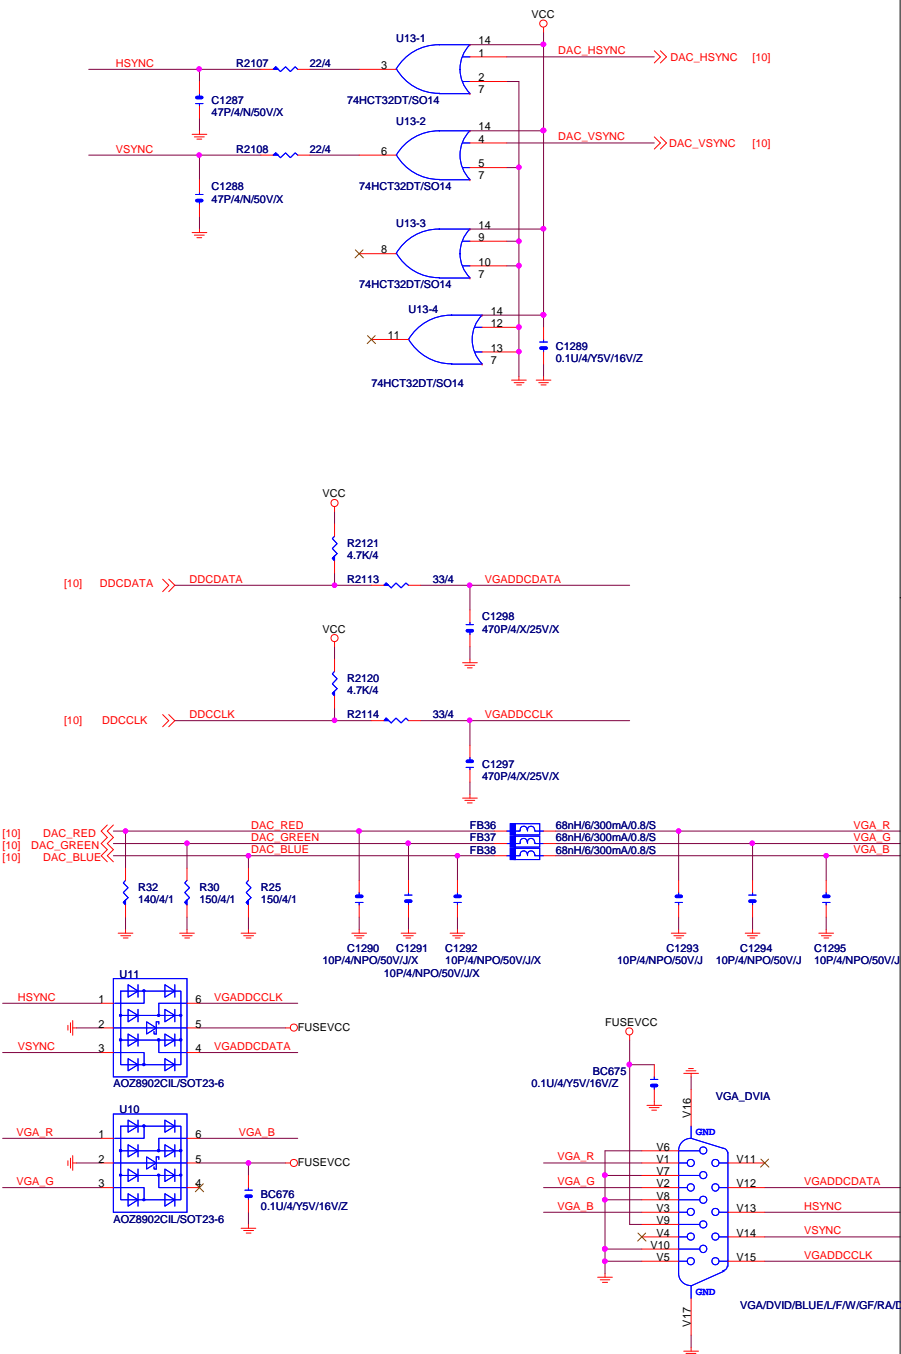 VCC
U13-1
14
DAC_HSYNC
1
DAC_HSYNC [10]
HSYNC
R2107
22/4
3
2
7
C1287
47P/4/N/50V/X
74HCT32DT/SO14
U13-2
14
DAC_VSYNC
4
DAC_VSYNC [10]
VSYNC
R2108
22/4
6
5
7
C1288
47P/4/N/50V/X
74HCT32DT/SO14
U13-3
14
9
8
10
7
74HCT32DT/SO14
U13-4
14
12
11
13
7
C1289
0.1U/4/Y5V/16V/Z
74HCT32DT/SO14
VCC
R2121
4.7K/4
[10] DDCDATA
DDCDATA
R2113
33/4
VGADDCDATA
C1298
470P/4/X/25V/X
VCC
R2120
4.7K/4
[10] DDCCLK
DDCCLK
R2114
33/4
VGADDCCLK
C1297
470P/4/X/25V/X
[10] DAC_RED
DAC_RED
FB36
68nH/6/300mA/0.8/S
VGA_R
[10] DAC_GREEN
DAC_GREEN
FB37
68nH/6/300mA/0.8/S
VGA_G
[10] DAC_BLUE
DAC_BLUE
FB38
68nH/6/300mA/0.8/S
VGA_B
R32
140/4/1
R30
150/4/1
R25
150/4/1
C1290
10P/4/NPO/50V/J/X
C1291
10P/4/NPO/50V/J/X
C1292
10P/4/NPO/50V/J/X
C1293
10P/4/NPO/50V/J
C1294
10P/4/NPO/50V/J
C1295
10P/4/NPO/50V/J
U11
HSYNC
1
6
VGADDCCLK
2
5
FUSEVCC
VSYNC
3
4
VGADDCDATA
AOZ8902CIL/SOT23-6
U10
VGA_R
1
6
VGA_B
2
5
FUSEVCC
VGA_G
3
4
BC676
0.1U/4/Y5V/16V/Z
AOZ8902CIL/SOT23-6
FUSEVCC
BC675
0.1U/4/Y5V/16V/Z
V16
VGA_DVIA
GND
V6
VGA_R
V1
V11
V7
VGA_G
V2
V12
VGADDCDATA
V8
VGA_B
V3
V13
HSYNC
V9
V4
V14
VSYNC
V10
V5
V15
VGADDCCLK
GND
V17
VGA/DVID/BLUE/L/F/W/GF/RA/D